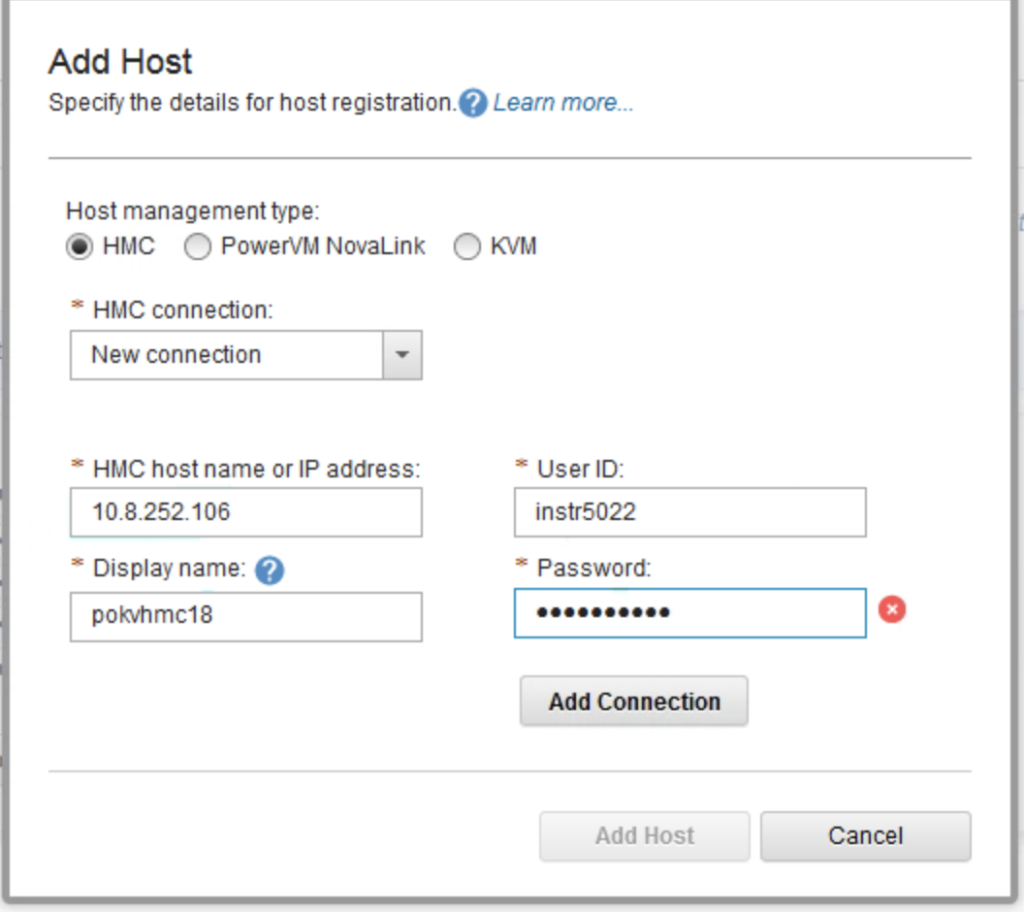 Add Host
Specify the details for host registration. ? Learn more...
Host management type:
HMC PowerVM NovaLink KVM
* HMC connection:
New connection
* HMC host name or IP address: * User ID:
10.8.252.106 instr5022
* Display name: ? * Password:
pokvhmc18 ••••••••••
Add Connection
Add Host Cancel